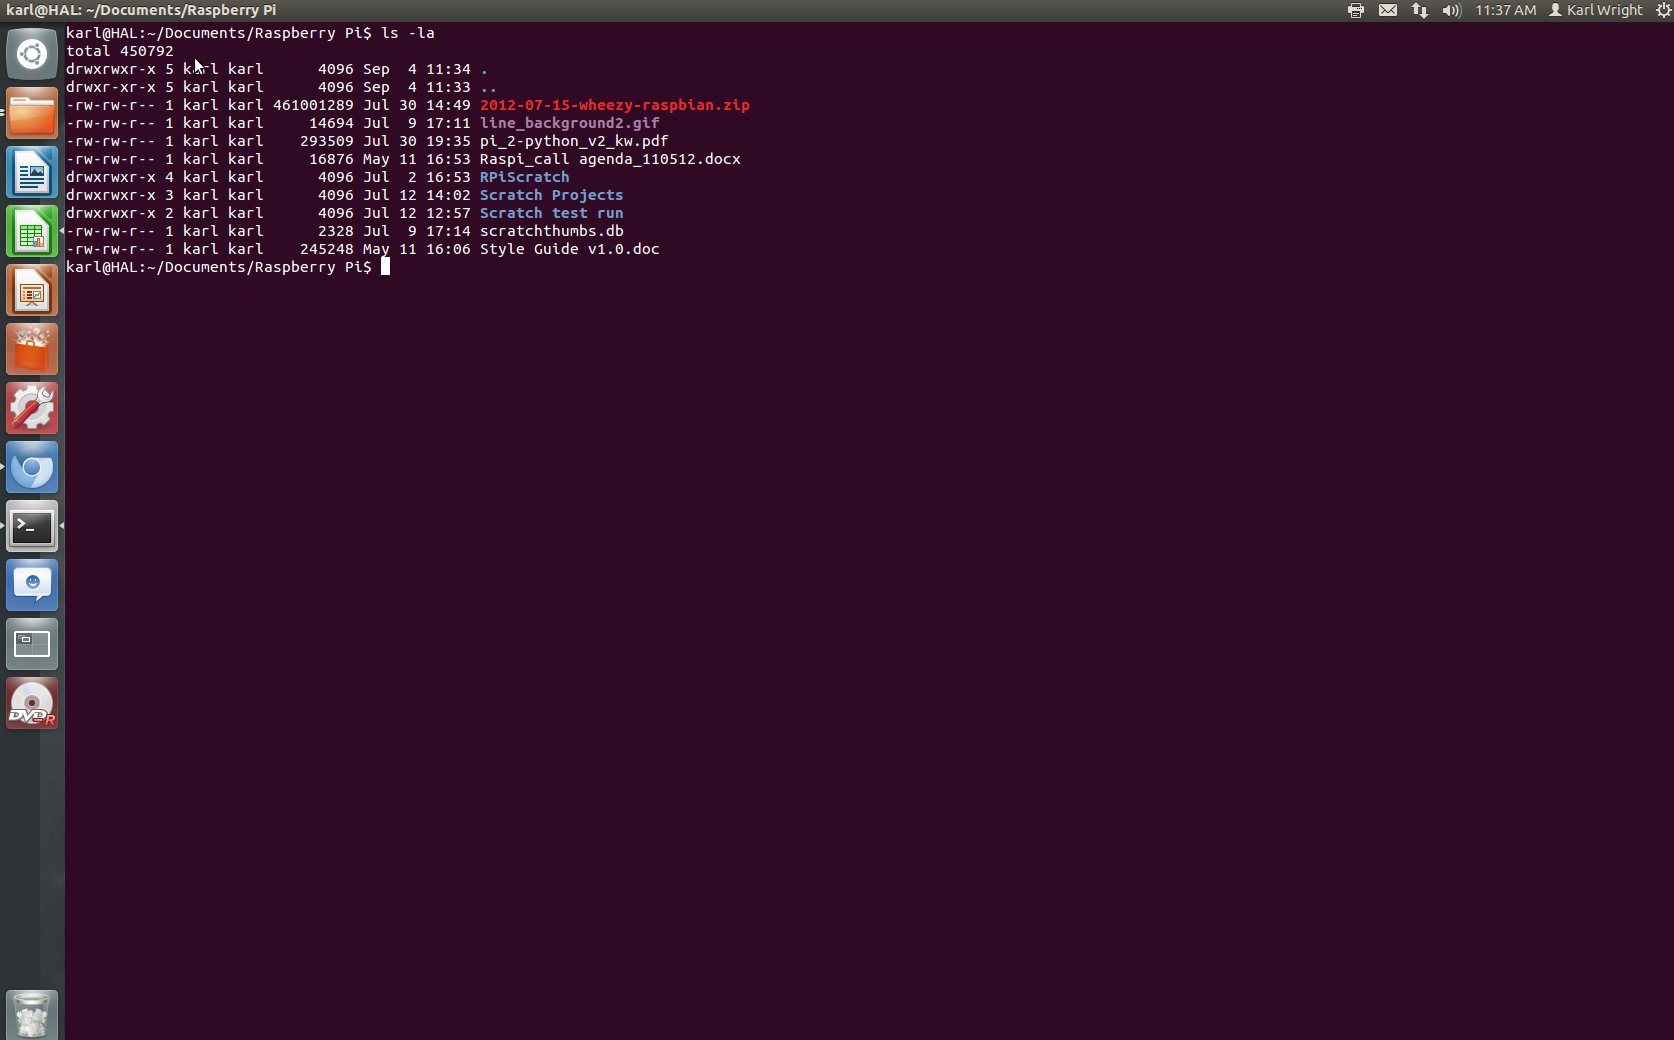 karl@HAL: ~/Documents/Raspberry Pi
11:37 AM Karl Wright
karl@HAL:~/Documents/Raspberry Pi$ ls -la
total 450792
drwxrwxr-x 5 karl karl      4096 Sep  4 11:34 .
drwxr-xr-x 5 karl karl      4096 Sep  4 11:33 ..
-rw-rw-r-- 1 karl karl 461001289 Jul 30 14:49 2012-07-15-wheezy-raspbian.zip
-rw-rw-r-- 1 karl karl     14694 Jul  9 17:11 line_background2.gif
-rw-rw-r-- 1 karl karl    293509 Jul 30 19:35 pi_2-python_v2_kw.pdf
-rw-rw-r-- 1 karl karl     16876 May 11 16:53 Raspi_call agenda_110512.docx
drwxrwxr-x 4 karl karl      4096 Jul  2 16:53 RPiScratch
drwxrwxr-x 3 karl karl      4096 Jul 12 14:02 Scratch Projects
drwxrwxr-x 2 karl karl      4096 Jul 12 12:57 Scratch test run
-rw-rw-r-- 1 karl karl      2328 Jul  9 17:14 scratchthumbs.db
-rw-rw-r-- 1 karl karl    245248 May 11 16:06 Style Guide v1.0.doc
karl@HAL:~/Documents/Raspberry Pi$
DVD-R